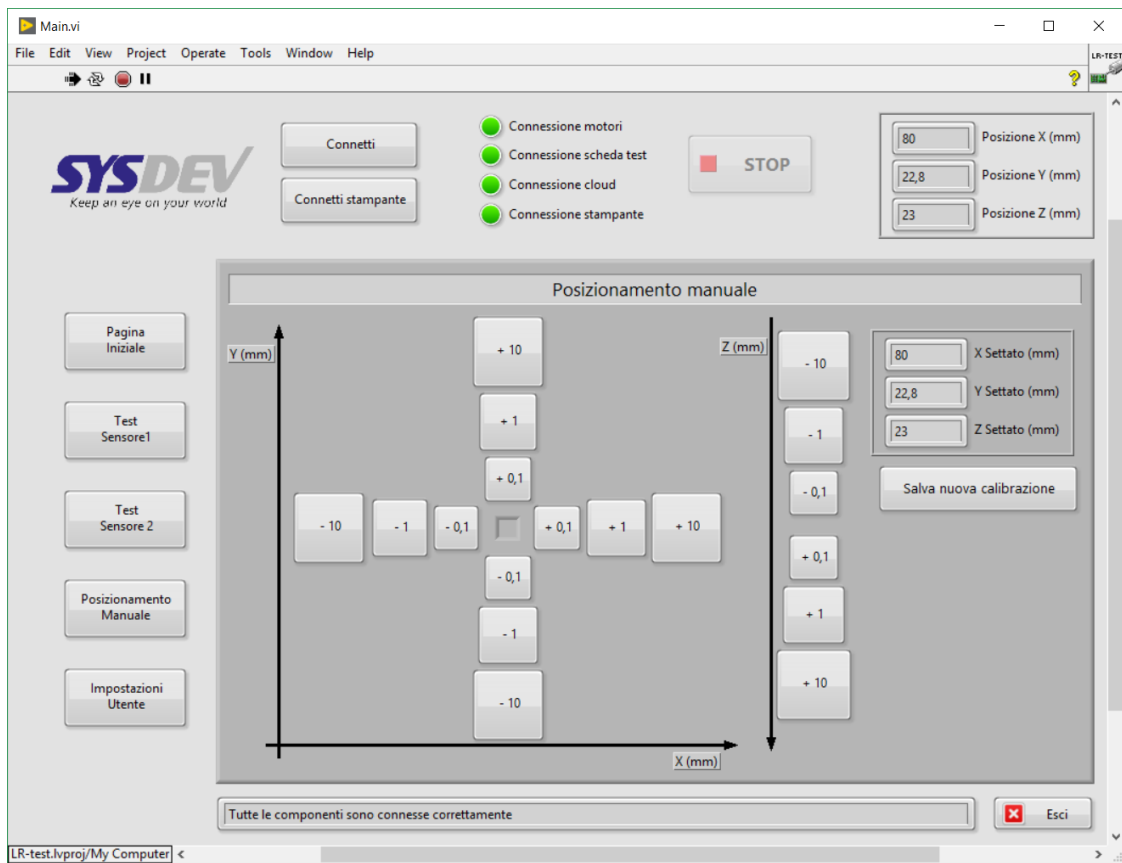 Main.vi
File Edit View Project Operate Tools Window Help
LR-TEST
SYSDEV
Keep an eye on your world
Connetti
Connetti stampante
Connessione motori
Connessione scheda test
Connessione cloud
Connessione stampante
STOP
80 Posizione X (mm)
22,8 Posizione Y (mm)
23 Posizione Z (mm)
Pagina
Iniziale
Test
Sensore1
Test
Sensore 2
Posizionamento
Manuale
Impostazioni
Utente
Posizionamento manuale
Y (mm)
+ 10
+ 1
+ 0,1
- 10 - 1 - 0,1 + 0,1 + 1 + 10
- 0,1
- 1
- 10
X (mm)
Z (mm)
- 10
- 1
- 0,1
+ 0,1
+ 1
+ 10
80 X Settato (mm)
22,8 Y Settato (mm)
23 Z Settato (mm)
Salva nuova calibrazione
Tutte le componenti sono connesse correttamente
Esci
LR-test.lvproj/My Computer